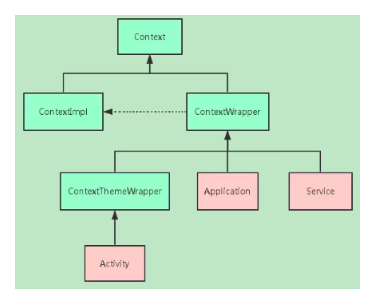 Context
ContextImpl
ContextWrapper
ContextThemeWrapper
Application
Service
Activity